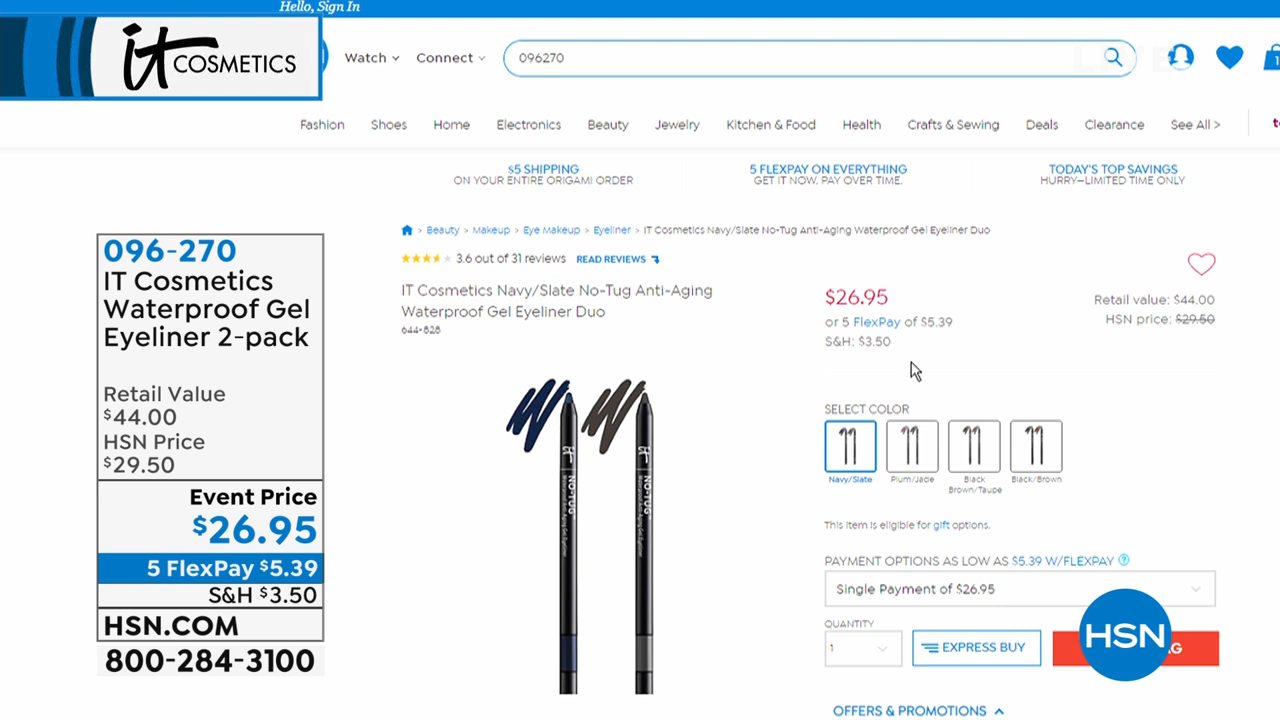 Hello, Sign In
it COSMETICS
Watch Connect 096270
Fashion Shoes Home Electronics Beauty Jewelry Kitchen & Food Health Crafts & Sewing Deals Clearance See All >
$5 SHIPPING
ON YOUR ENTIRE ORIGAMI ORDER
5 FLEXPAY ON EVERYTHING
GET IT NOW. PAY OVER TIME.
TODAY'S TOP SAVINGS
HURRY—LIMITED TIME ONLY
096-270
IT Cosmetics
Waterproof Gel
Eyeliner 2-pack
Retail Value
$44.00
HSN Price
$29.50
Event Price
$26.95
5 FlexPay $5.39
S&H $3.50
HSN.COM
800-284-3100
> Beauty > Makeup > Eye Makeup > Eyeliner > IT Cosmetics Navy/Slate No-Tug Anti-Aging Waterproof Gel Eyeliner Duo
3.6 out of 31 reviews READ REVIEWS
IT Cosmetics Navy/Slate No-Tug Anti-Aging
Waterproof Gel Eyeliner Duo
644-828
it NO-TUG
it NO-TUG
$26.95
or 5 FlexPay of $5.39
S&H: $3.50
Retail value: $44.00
HSN price: $29.50
SELECT COLOR
Navy/Slate
Plum/Jade
Black
Brown/Taupe
Black/Brown
This item is eligible for gift options.
PAYMENT OPTIONS AS LOW AS $5.39 W/FLEXPAY ?
Single Payment of $26.95
QUANTITY
1
EXPRESS BUY
HSN
OFFERS & PROMOTIONS